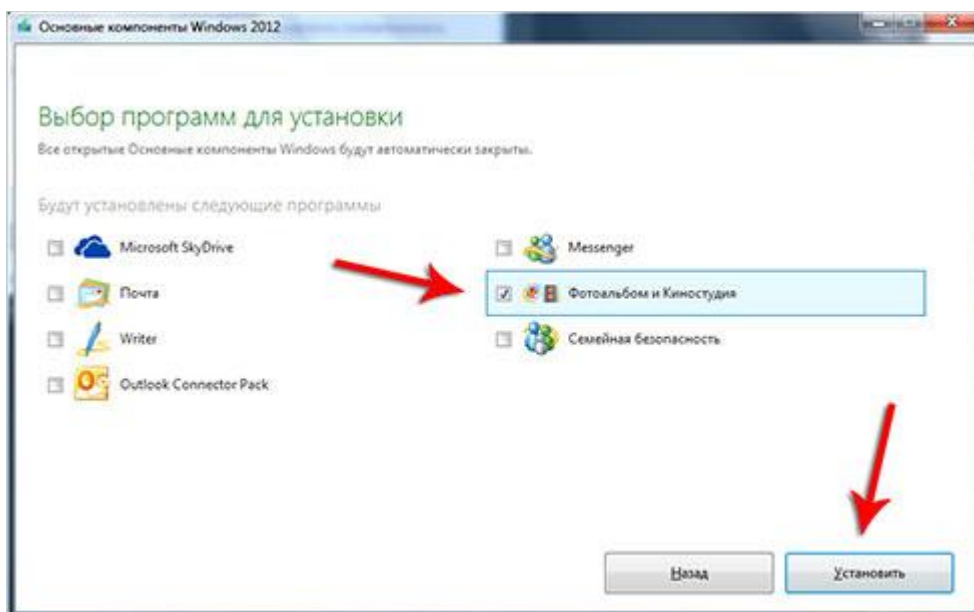 Основные компоненты Windows 2012
Выбор программ для установки
Все открытые Основные компоненты Windows будут автоматически закрыты.
Будут установлены следующие программы
Microsoft SkyDrive
Messenger
Почта
Фотоальбом и Киностудия
Writer
Семейная безопасность
Outlook Connector Pack
Назад
Установить